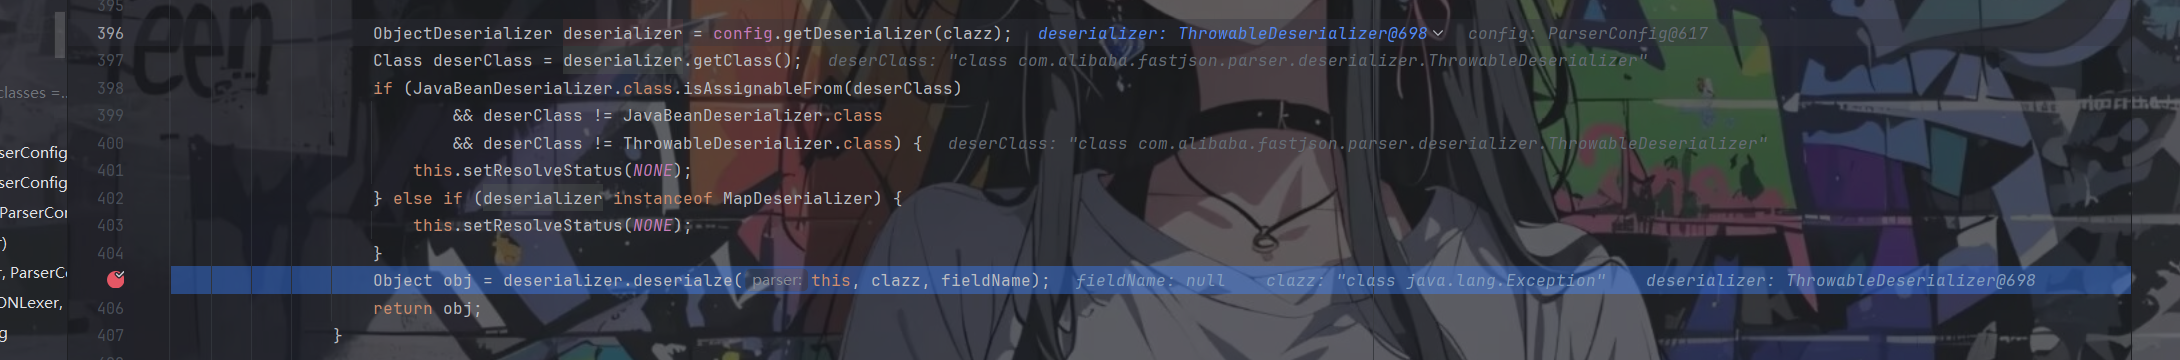 395
396 ObjectDeserializer deserializer = config.getDeserializer(clazz); deserializer: ThrowableDeserializer@698 config: ParserConfig@617
397 Class deserClass = deserializer.getClass(); deserClass: "class com.alibaba.fastjson.parser.deserializer.ThrowableDeserializer"
classes =..
398 if (JavaBeanDeserializer.class.isAssignableFrom(deserClass)
399 && deserClass != JavaBeanDeserializer.class
serConfig
400 && deserClass != ThrowableDeserializer.class) { deserClass: "class com.alibaba.fastjson.parser.deserializer.ThrowableDeserializer"
401 this.setResolveStatus(NONE);
serConfig
402 } else if (deserializer instanceof MapDeserializer) {
ParserCon
403 this.setResolveStatus(NONE);
r)
404 }
r, ParserCo
Object obj = deserializer.deserialze( parser: this, clazz, fieldName); fieldName: null clazz: "class java.lang.Exception" deserializer: ThrowableDeserializer@698
ONLexer,
406 return obj;
g
407 }